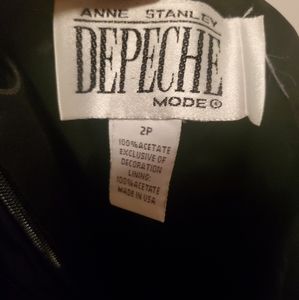 ANNE STANLEY
DEPECHE
MODE®
2P
100%ACETATE
EXCLUSIVE OF
DECORATION
LINING:
100%ACETATE
MADE IN USA